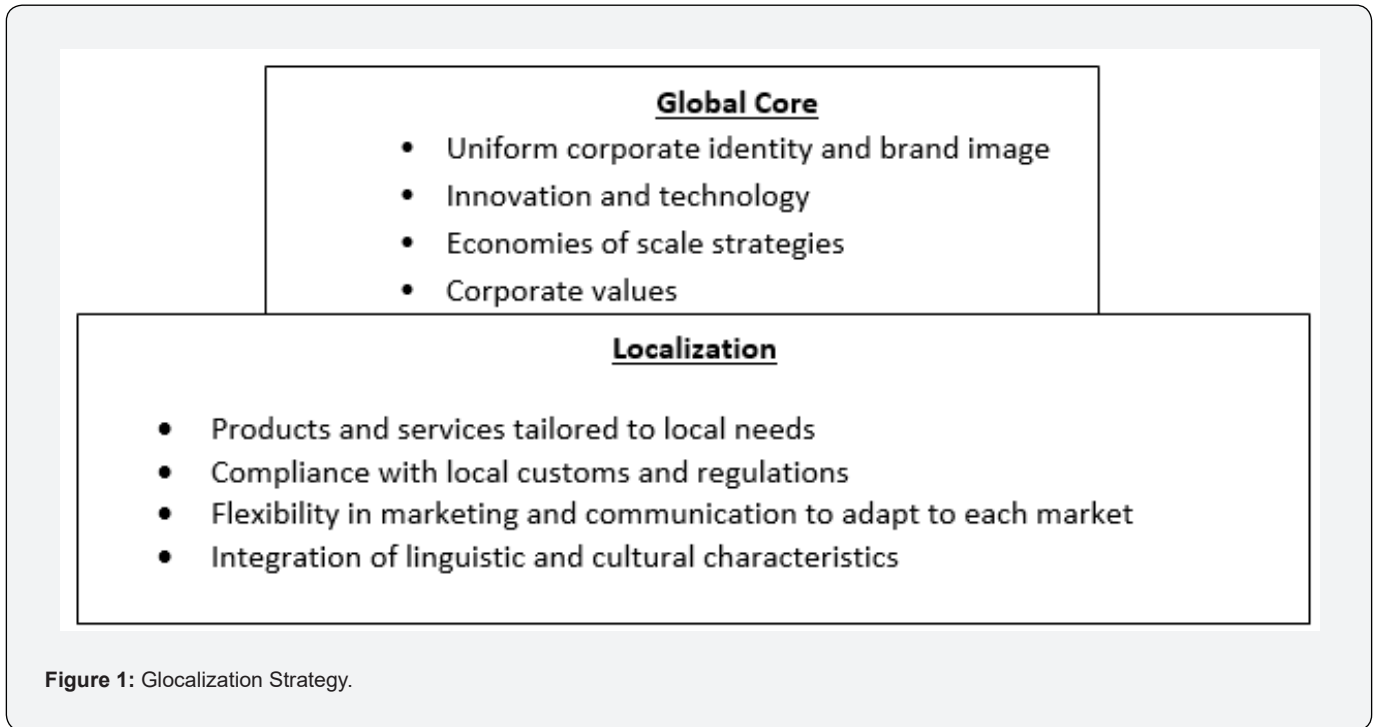 Global Core
• Uniform corporate identity and brand image
• Innovation and technology
• Economies of scale strategies
• Corporate values
Localization
• Products and services tailored to local needs
• Compliance with local customs and regulations
• Flexibility in marketing and communication to adapt to each market
• Integration of linguistic and cultural characteristics
Figure 1: Glocalization Strategy.